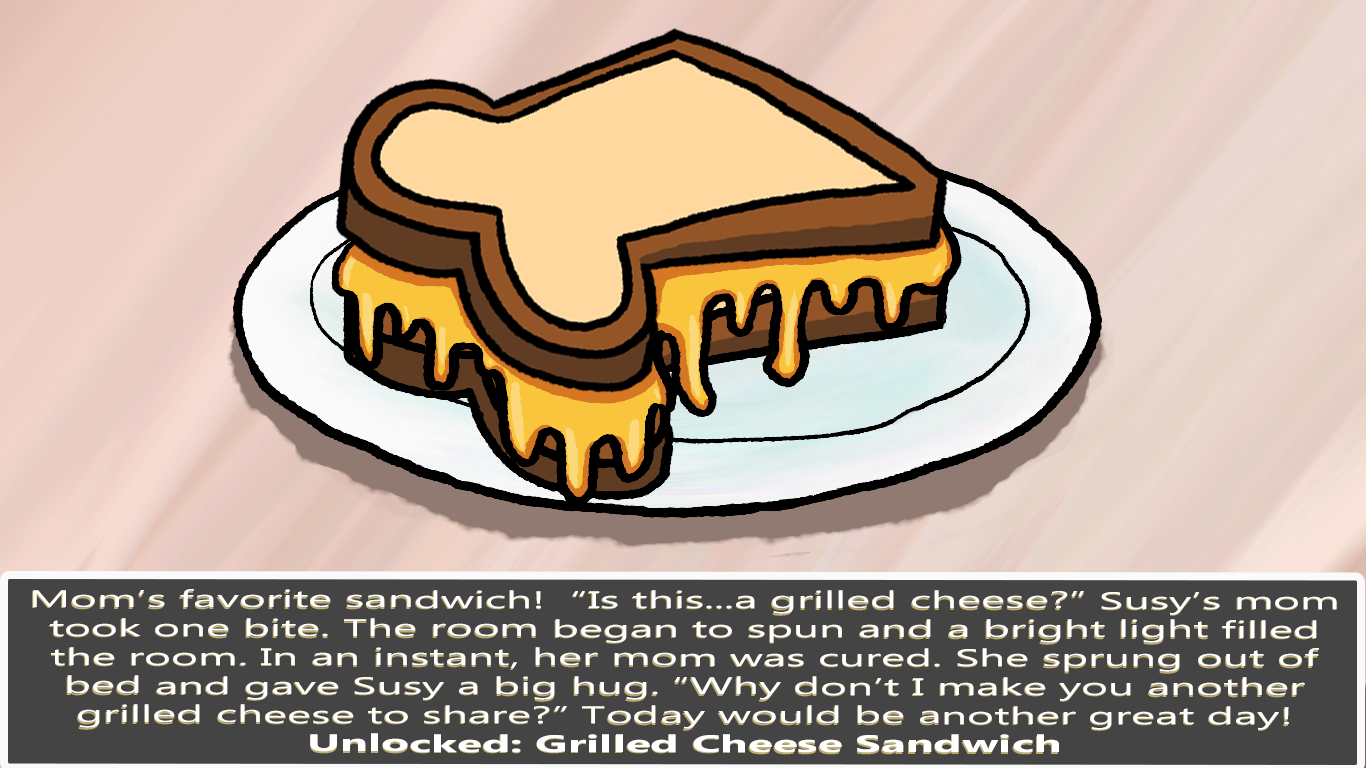 Mom’s favorite sandwich!  “Is this...a grilled cheese?” Susy’s mom
took one bite. The room began to spun and a bright light filled
the room. In an instant, her mom was cured. She sprung out of
bed and gave Susy a big hug. “Why don’t I make you another
grilled cheese to share?” Today would be another great day!
Unlocked: Grilled Cheese Sandwich